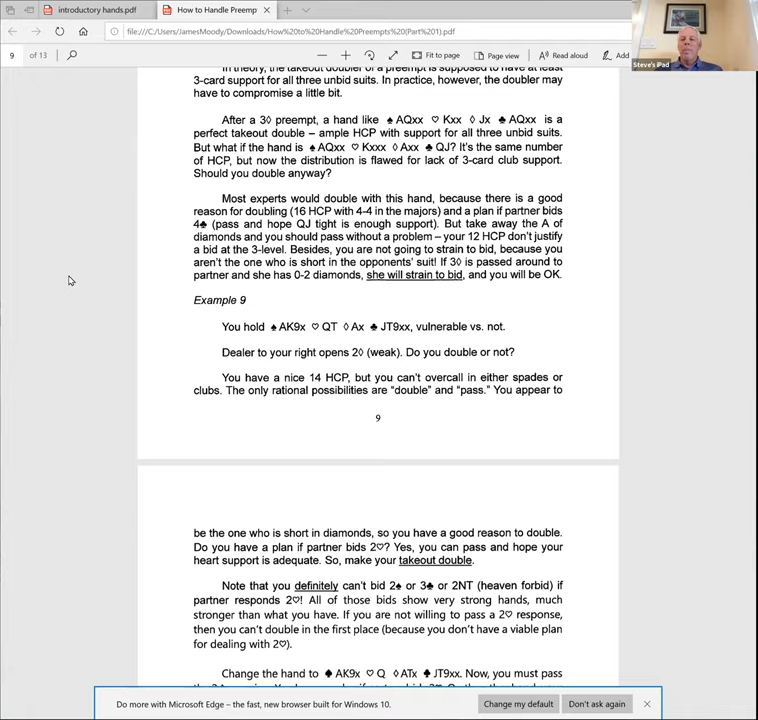 introductory hands.pdf
How to Handle Preemp
file:///C:/Users/JamesMoody/Downloads/How%20to%20Handle%20Preempts%20(Part%201).pdf
9 of 13
Fit to page
Page view
Read aloud
Add
Steve's iPad
In theory, the takeout doubler of a preempt is supposed to have at least
3-card support for all three unbid suits. In practice, however, the doubler may
have to compromise a little bit.
After a 3◊ preempt, a hand like ♠ AQxx ♡ Kxx ◊ Jx ♣ AQxx is a
perfect takeout double – ample HCP with support for all three unbid suits.
But what if the hand is ♠ AQxx ♡ Kxxx ◊ Axx ♣ QJ? It's the same number
of HCP, but now the distribution is flawed for lack of 3-card club support.
Should you double anyway?
Most experts would double with this hand, because there is a good
reason for doubling (16 HCP with 4-4 in the majors) and a plan if partner bids
4♣ (pass and hope QJ tight is enough support). But take away the A of
diamonds and you should pass without a problem – your 12 HCP don't justify
a bid at the 3-level. Besides, you are not going to strain to bid, because you
aren't the one who is short in the opponents' suit! If 3◊ is passed around to
partner and she has 0-2 diamonds, she will strain to bid, and you will be OK.
Example 9
You hold ♠ AK9x ♡ QT ◊ Ax ♣ JT9xx, vulnerable vs. not.
Dealer to your right opens 2◊ (weak). Do you double or not?
You have a nice 14 HCP, but you can't overcall in either spades or
clubs. The only rational possibilities are "double" and "pass." You appear to
9
be the one who is short in diamonds, so you have a good reason to double.
Do you have a plan if partner bids 2♡? Yes, you can pass and hope your
heart support is adequate. So, make your takeout double.
Note that you definitely can't bid 2♠ or 3♣ or 2NT (heaven forbid) if
partner responds 2♡! All of those bids show very strong hands, much
stronger than what you have. If you are not willing to pass a 2♡ response,
then you can't double in the first place (because you don't have a viable plan
for dealing with 2♡).
Change the hand to ♠ AK9x ♡ Q ◊ ATx ♣ JT9xx. Now, you must pass
Do more with Microsoft Edge – the fast, new browser built for Windows 10.
Change my default
Don't ask again